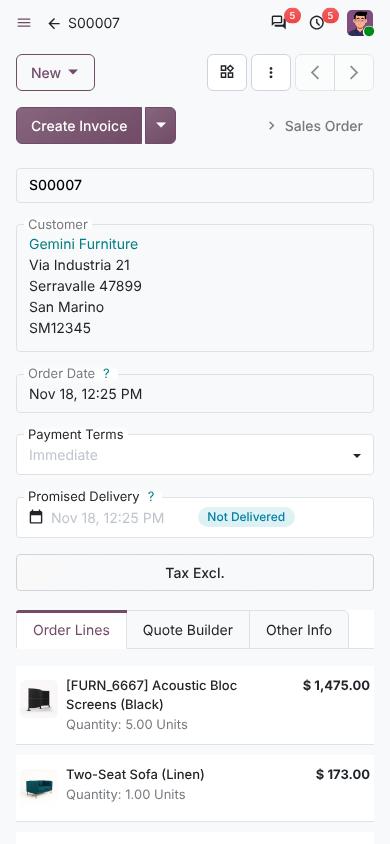 S00007
5
5
New
Create Invoice
Sales Order
S00007
Customer
Gemini Furniture
Via Industria 21
Serravalle 47899
San Marino
SM12345
Order Date ?
Nov 18, 12:25 PM
Payment Terms
Immediate
Promised Delivery ?
Nov 18, 12:25 PM Not Delivered
Tax Excl.
Order Lines Quote Builder Other Info
[FURN_6667] Acoustic Bloc $ 1,475.00
Screens (Black)
Quantity: 5.00 Units
Two-Seat Sofa (Linen) $ 173.00
Quantity: 1.00 Units